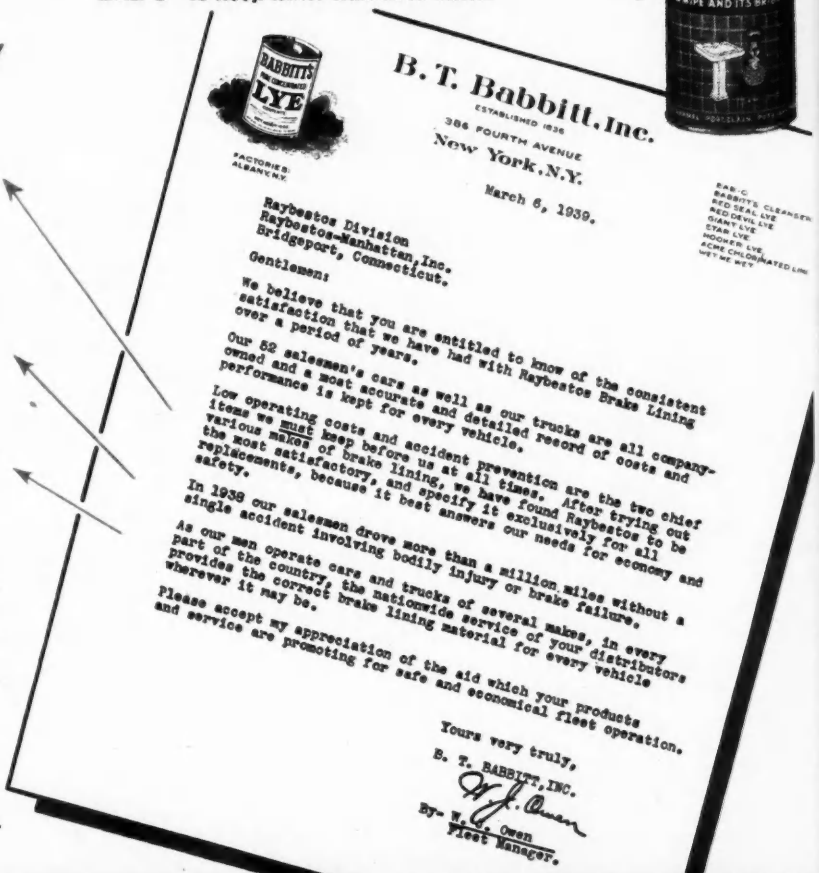 BABBITT'S
LYE
B. T. Babbitt, Inc.
ESTABLISHED 1836
386 FOURTH AVENUE
New York, N.Y.
FACTORIES:
ALBANY, N.Y.
March 6, 1939.
BAB-O
BABBITT'S CLEANSER
RED SEAL LYE
RED DEVIL LYE
GIANT LYE
STAR LYE
HOOKER LYE
ACME CHLORINATED LIME
WET ME WET
Raybestos Division
Raybestos-Manhattan, Inc.
Bridgeport, Connecticut.
Gentlemen:
We believe that you are entitled to know of the consistent
satisfaction that we have had with Raybestos Brake Lining
over a period of years.
Our 52 salesmen's cars as well as our trucks are all company-
owned and a most accurate and detailed record of costs and
performance is kept for every vehicle.
Low operating costs and accident prevention are the two chief
items we must keep before us at all times. After trying out
various makes of brake lining, we have found Raybestos to be
the most satisfactory, and specify it exclusively for all
replacements, because it best answers our needs for economy and
safety.
In 1938 our salesmen drove more than a million miles without a
single accident involving bodily injury or brake failure.
As our men operate cars and trucks of several makes, in every
part of the country, the nationwide service of your distributors
provides the correct brake lining material for every vehicle
wherever it may be.
Please accept my appreciation of the aid which your products
and service are promoting for safe and economical fleet operation.
Yours very truly,
B. T. BABBITT, INC.
W. J. Owen
By- W. J. Owen
Fleet Manager.